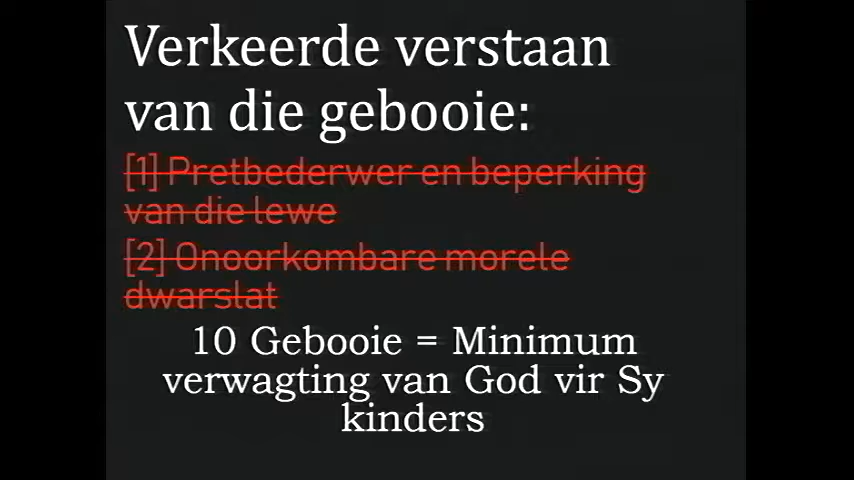 Verkeerde verstaan
van die gebooie:
[1] Pretbederwer en beperking
van die lewe
[2] Onoorkombare morele
dwarslat
10 Gebooie = Minimum
verwagting van God vir Sy
kinders